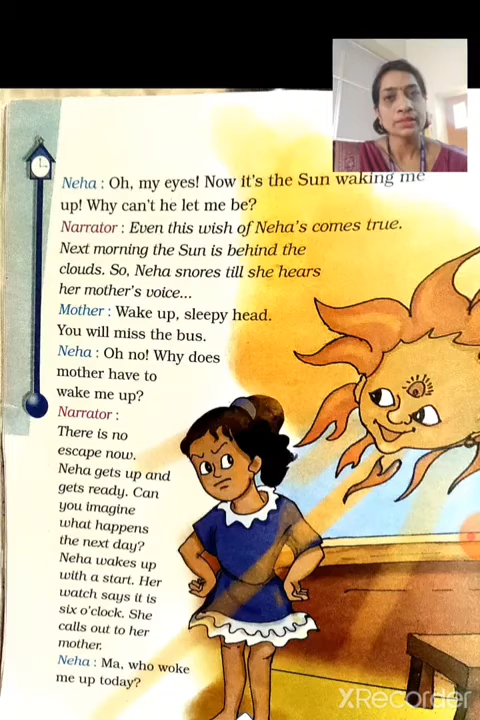 Neha : Oh, my eyes! Now it's the Sun waking me
up! Why can't he let me be?
Narrator : Even this wish of Neha's comes true.
Next morning the Sun is behind the
clouds. So, Neha snores till she hears
her mother's voice...
Mother : Wake up, sleepy head.
You will miss the bus.
Neha : Oh no! Why does
mother have to
wake me up?
Narrator :
There is no
escape now.
Neha gets up and
gets ready. Can
you imagine
what happens
the next day?
Neha wakes up
with a start. Her
watch says it is
six o'clock. She
calls out to her
mother.
Neha : Ma, who woke
me up today?
XRecorder